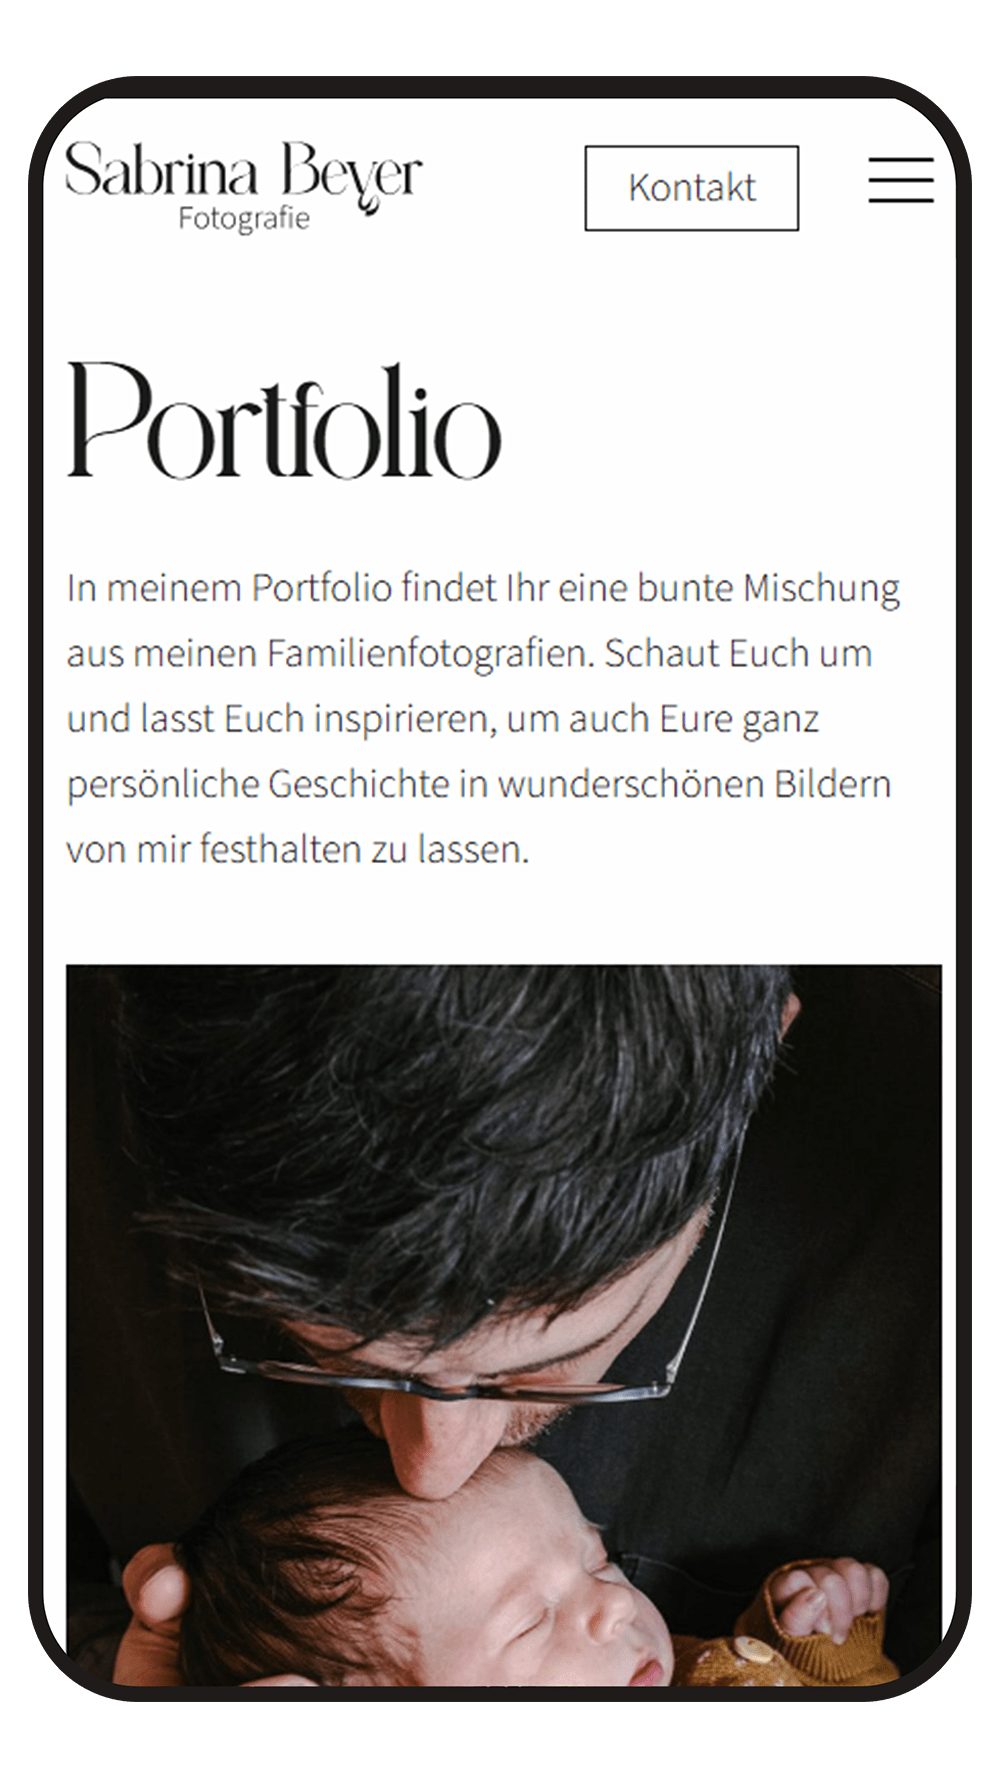 Sabrina Beyer
Fotografie
Kontakt
Portfolio
In meinem Portfolio findet Ihr eine bunte Mischung
aus meinen Familienfotografien. Schaut Euch um
und lasst Euch inspirieren, um auch Eure ganz
persönliche Geschichte in wunderschönen Bildern
von mir festhalten zu lassen.